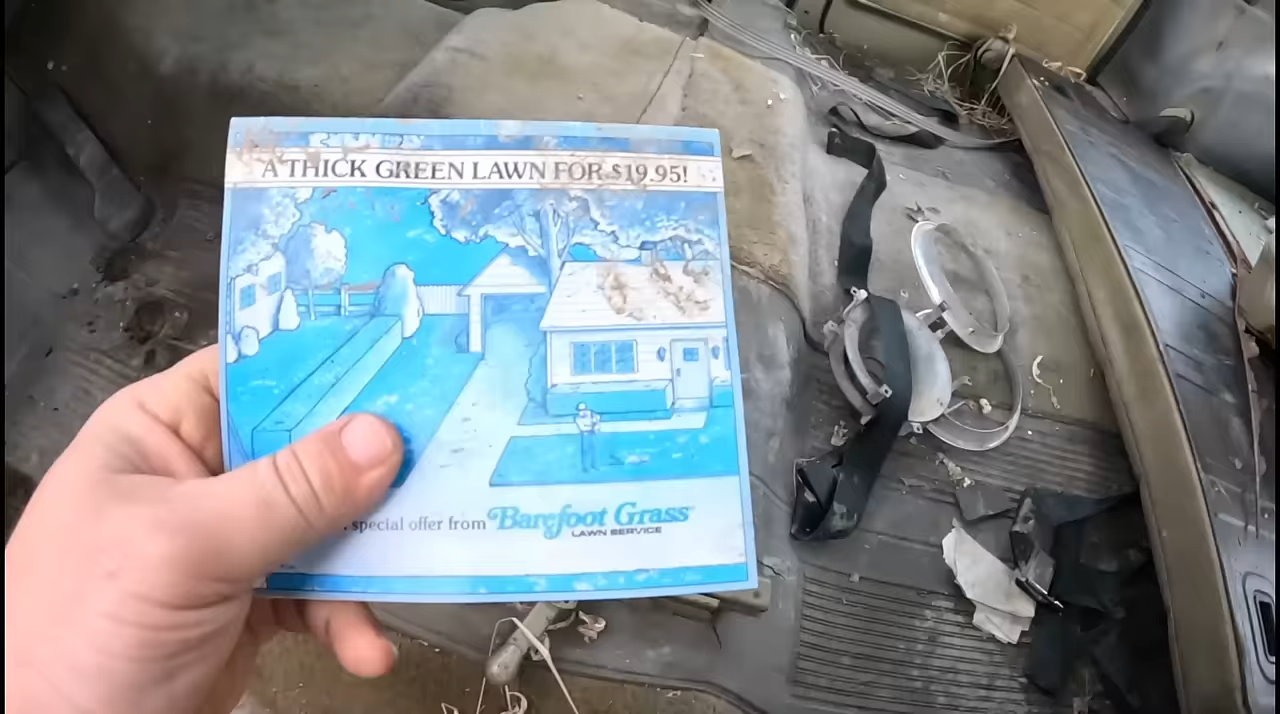 A THICK GREEN LAWN FOR $19.95!
special offer from Barefoot Grass
LAWN SERVICE